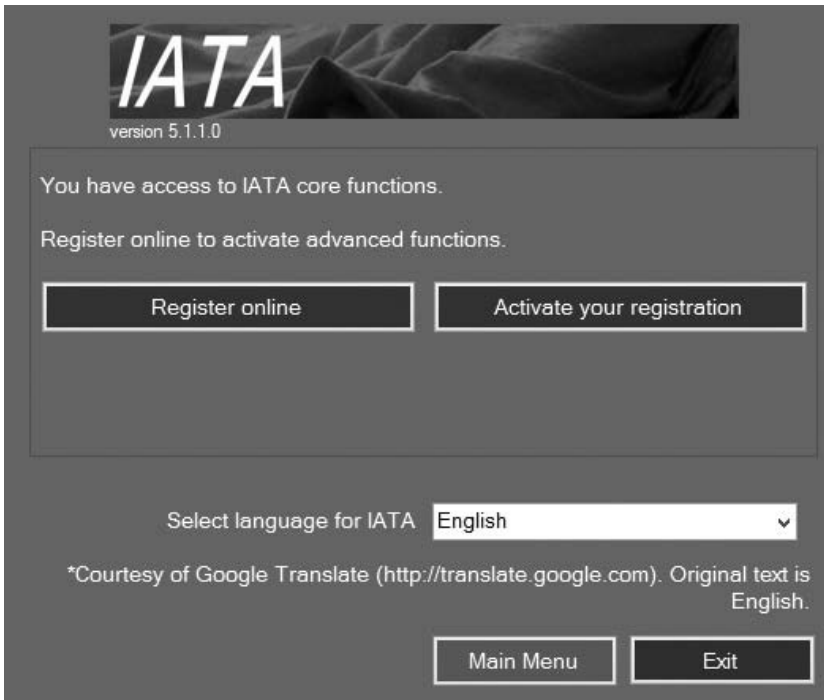 IATA
version 5.1.1.0
You have access to IATA core functions.
Register online to activate advanced functions.
Register online
Activate your registration
Select language for IATA
English
*Courtesy of Google Translate (http://translate.google.com). Original text is
English.
Main Menu
Exit